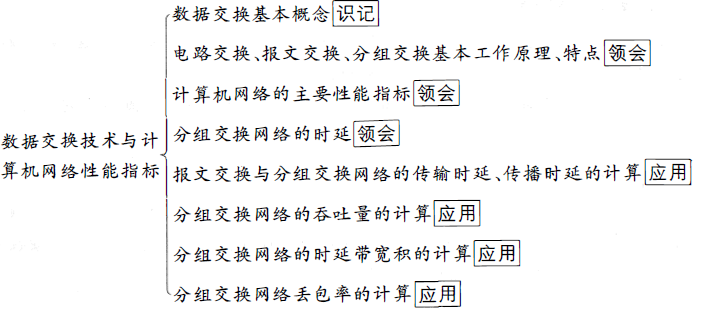 数据交换基本概念 识记
电路交换、报文交换、分组交换基本工作原理、特点 领会
计算机网络的主要性能指标 领会
分组交换网络的时延 领会
数据交换技术与计
算机网络性能指标
报文交换与分组交换网络的传输时延、传播时延的计算 应用
分组交换网络的吞吐量的计算 应用
分组交换网络的时延带宽积的计算 应用
分组交换网络丢包率的计算 应用